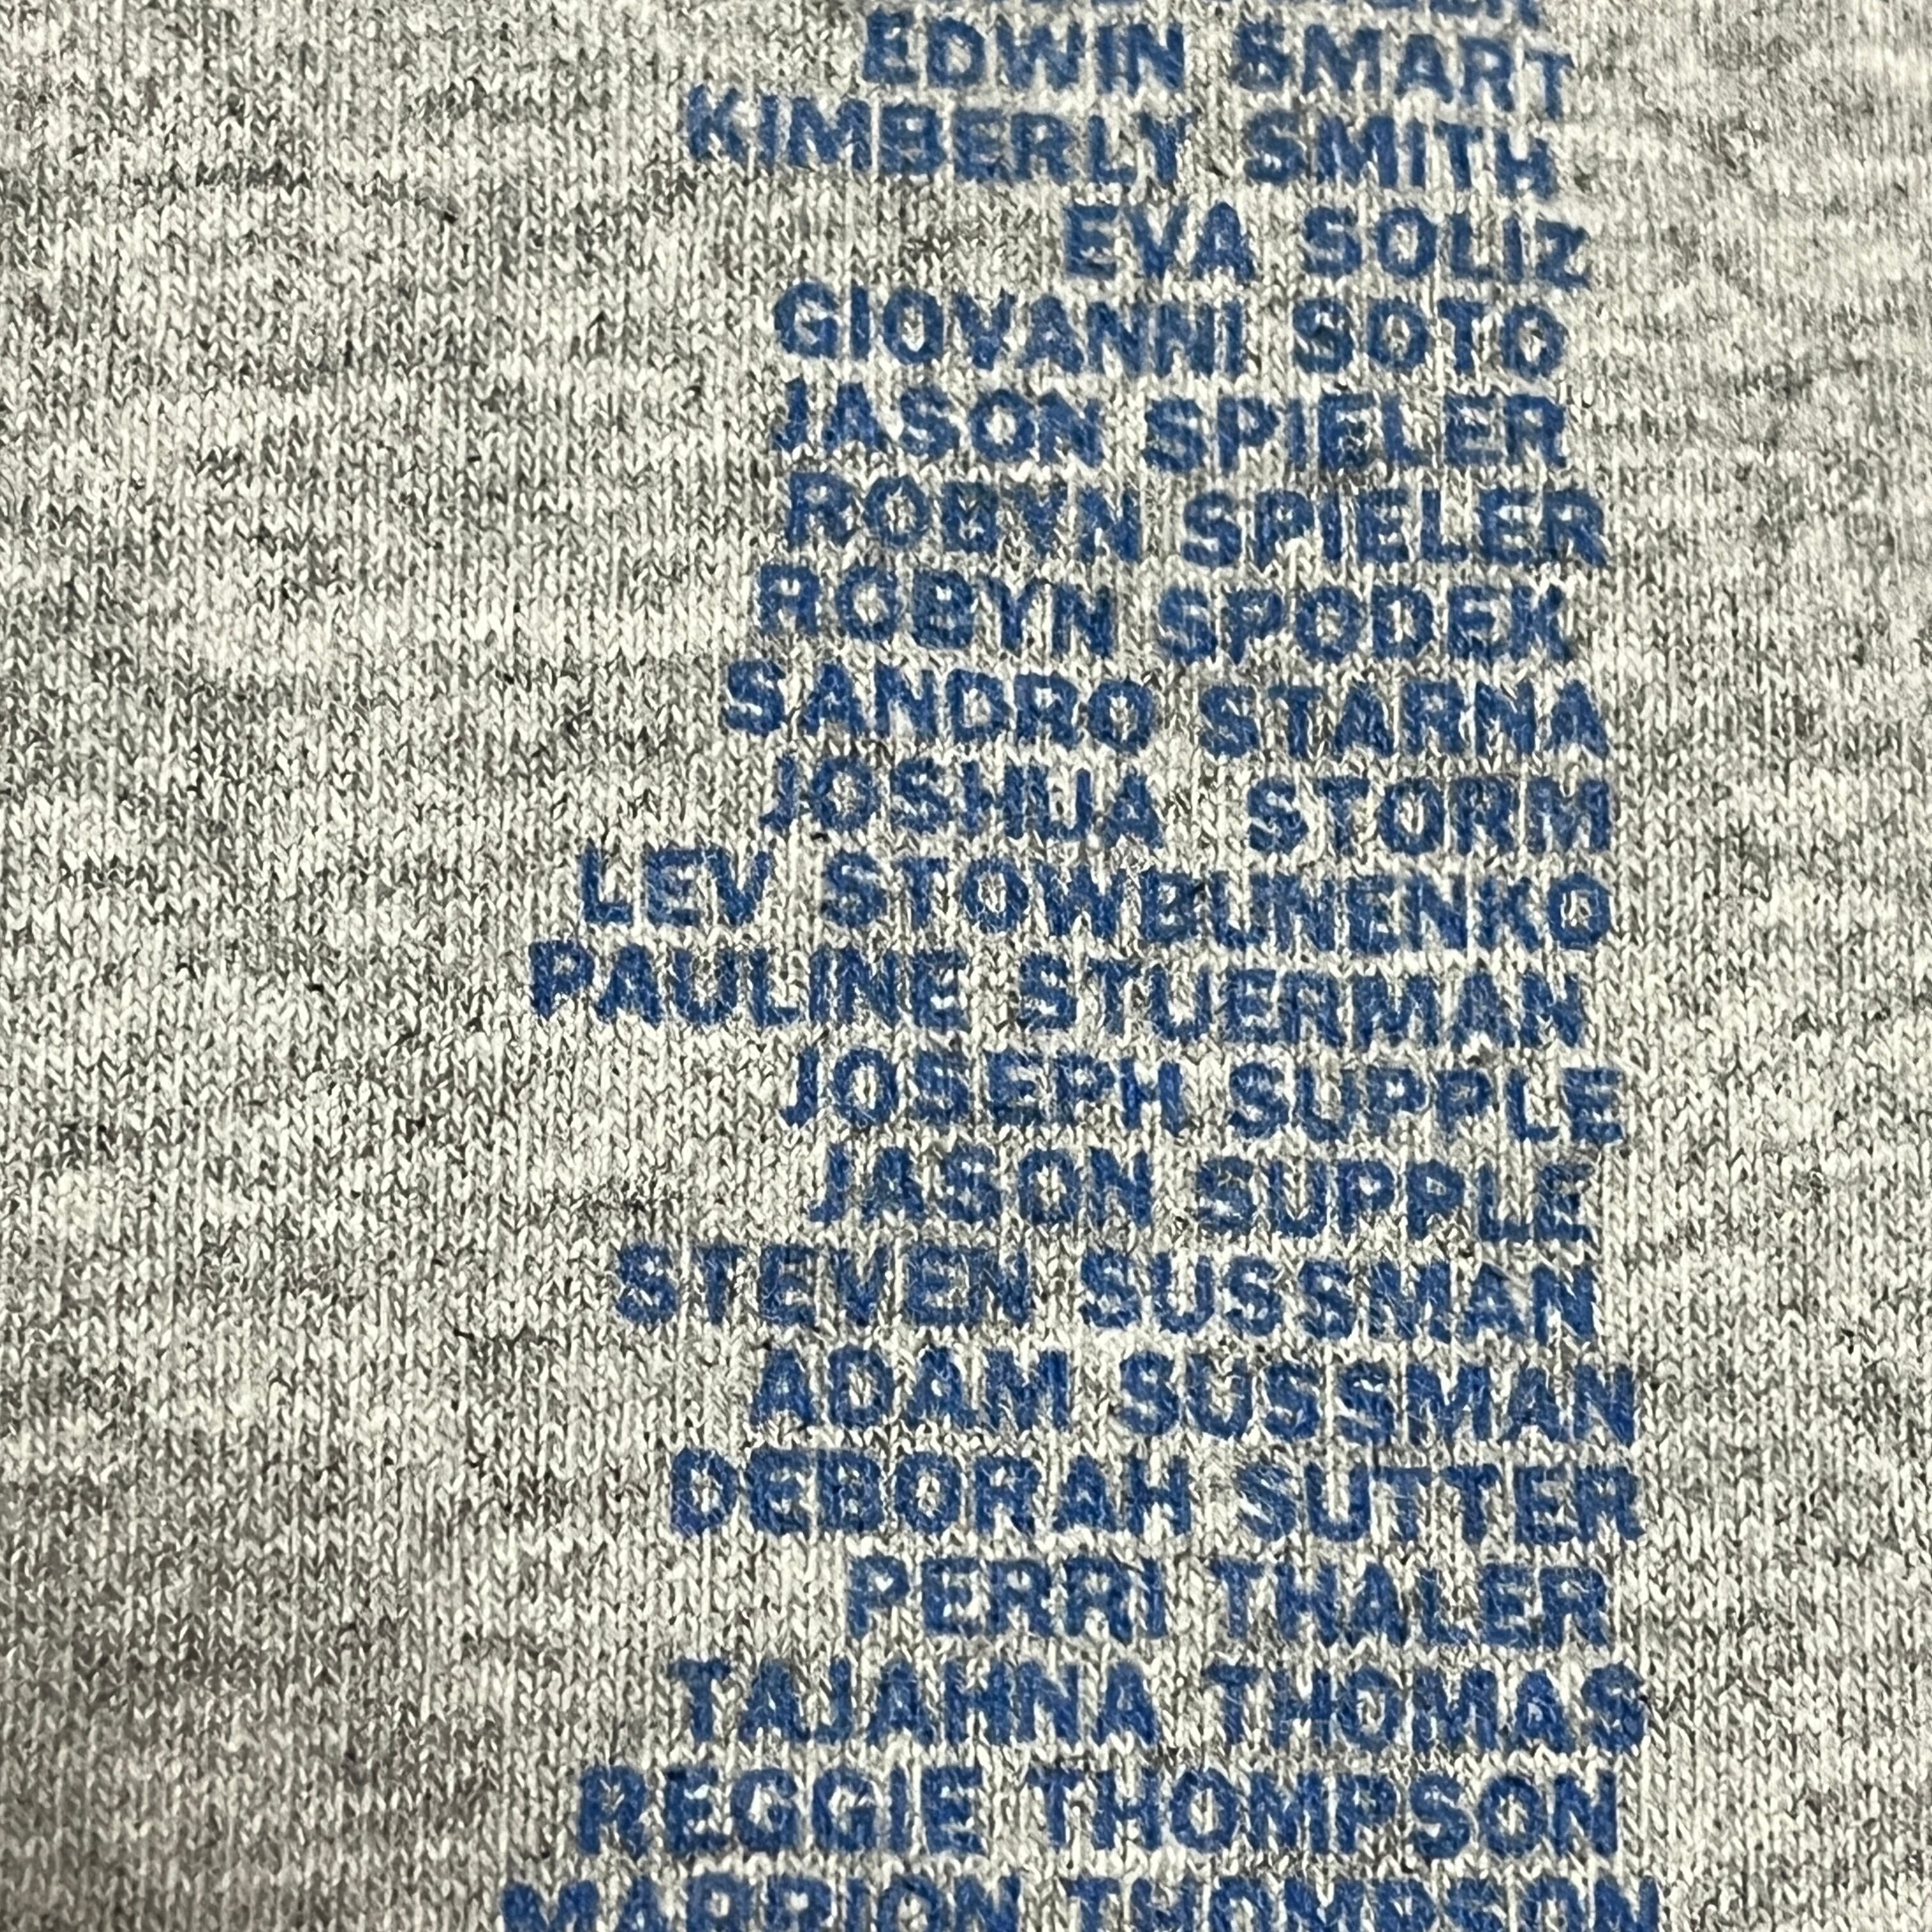 EDWIN SMART
KIMBERLY SMITH
EVA SOLIZ
GIOVANNI SOTO
JASON SPIELER
ROBYN SPIELER
ROBYN SPODEK
SANDRO STARNA
JOSHUA STORM
LEV STOWBUNENKO
PAULINE STUERMAN
JOSEPH SUPPLE
JASON SUPPLE
STEVEN SUSSMAN
ADAM SUSSMAN
DEBORAH SUTTER
PERRI THALER
TAJAHNA THOMAS
REGGIE THOMPSON
THOMPSON